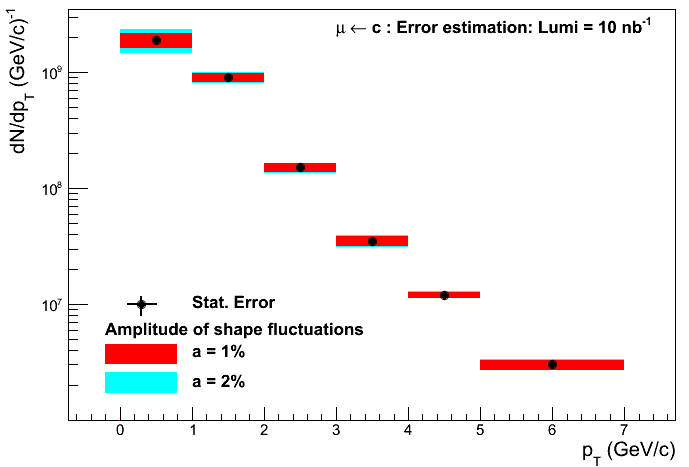 μ ← c : Error estimation: Lumi = 10 nb⁻¹
dN/dp_T (GeV/c)⁻¹
10⁹
10⁸
10⁷
Stat. Error
Amplitude of shape fluctuations
a = 1%
a = 2%
0 1 2 3 4 5 6 7
p_T (GeV/c)